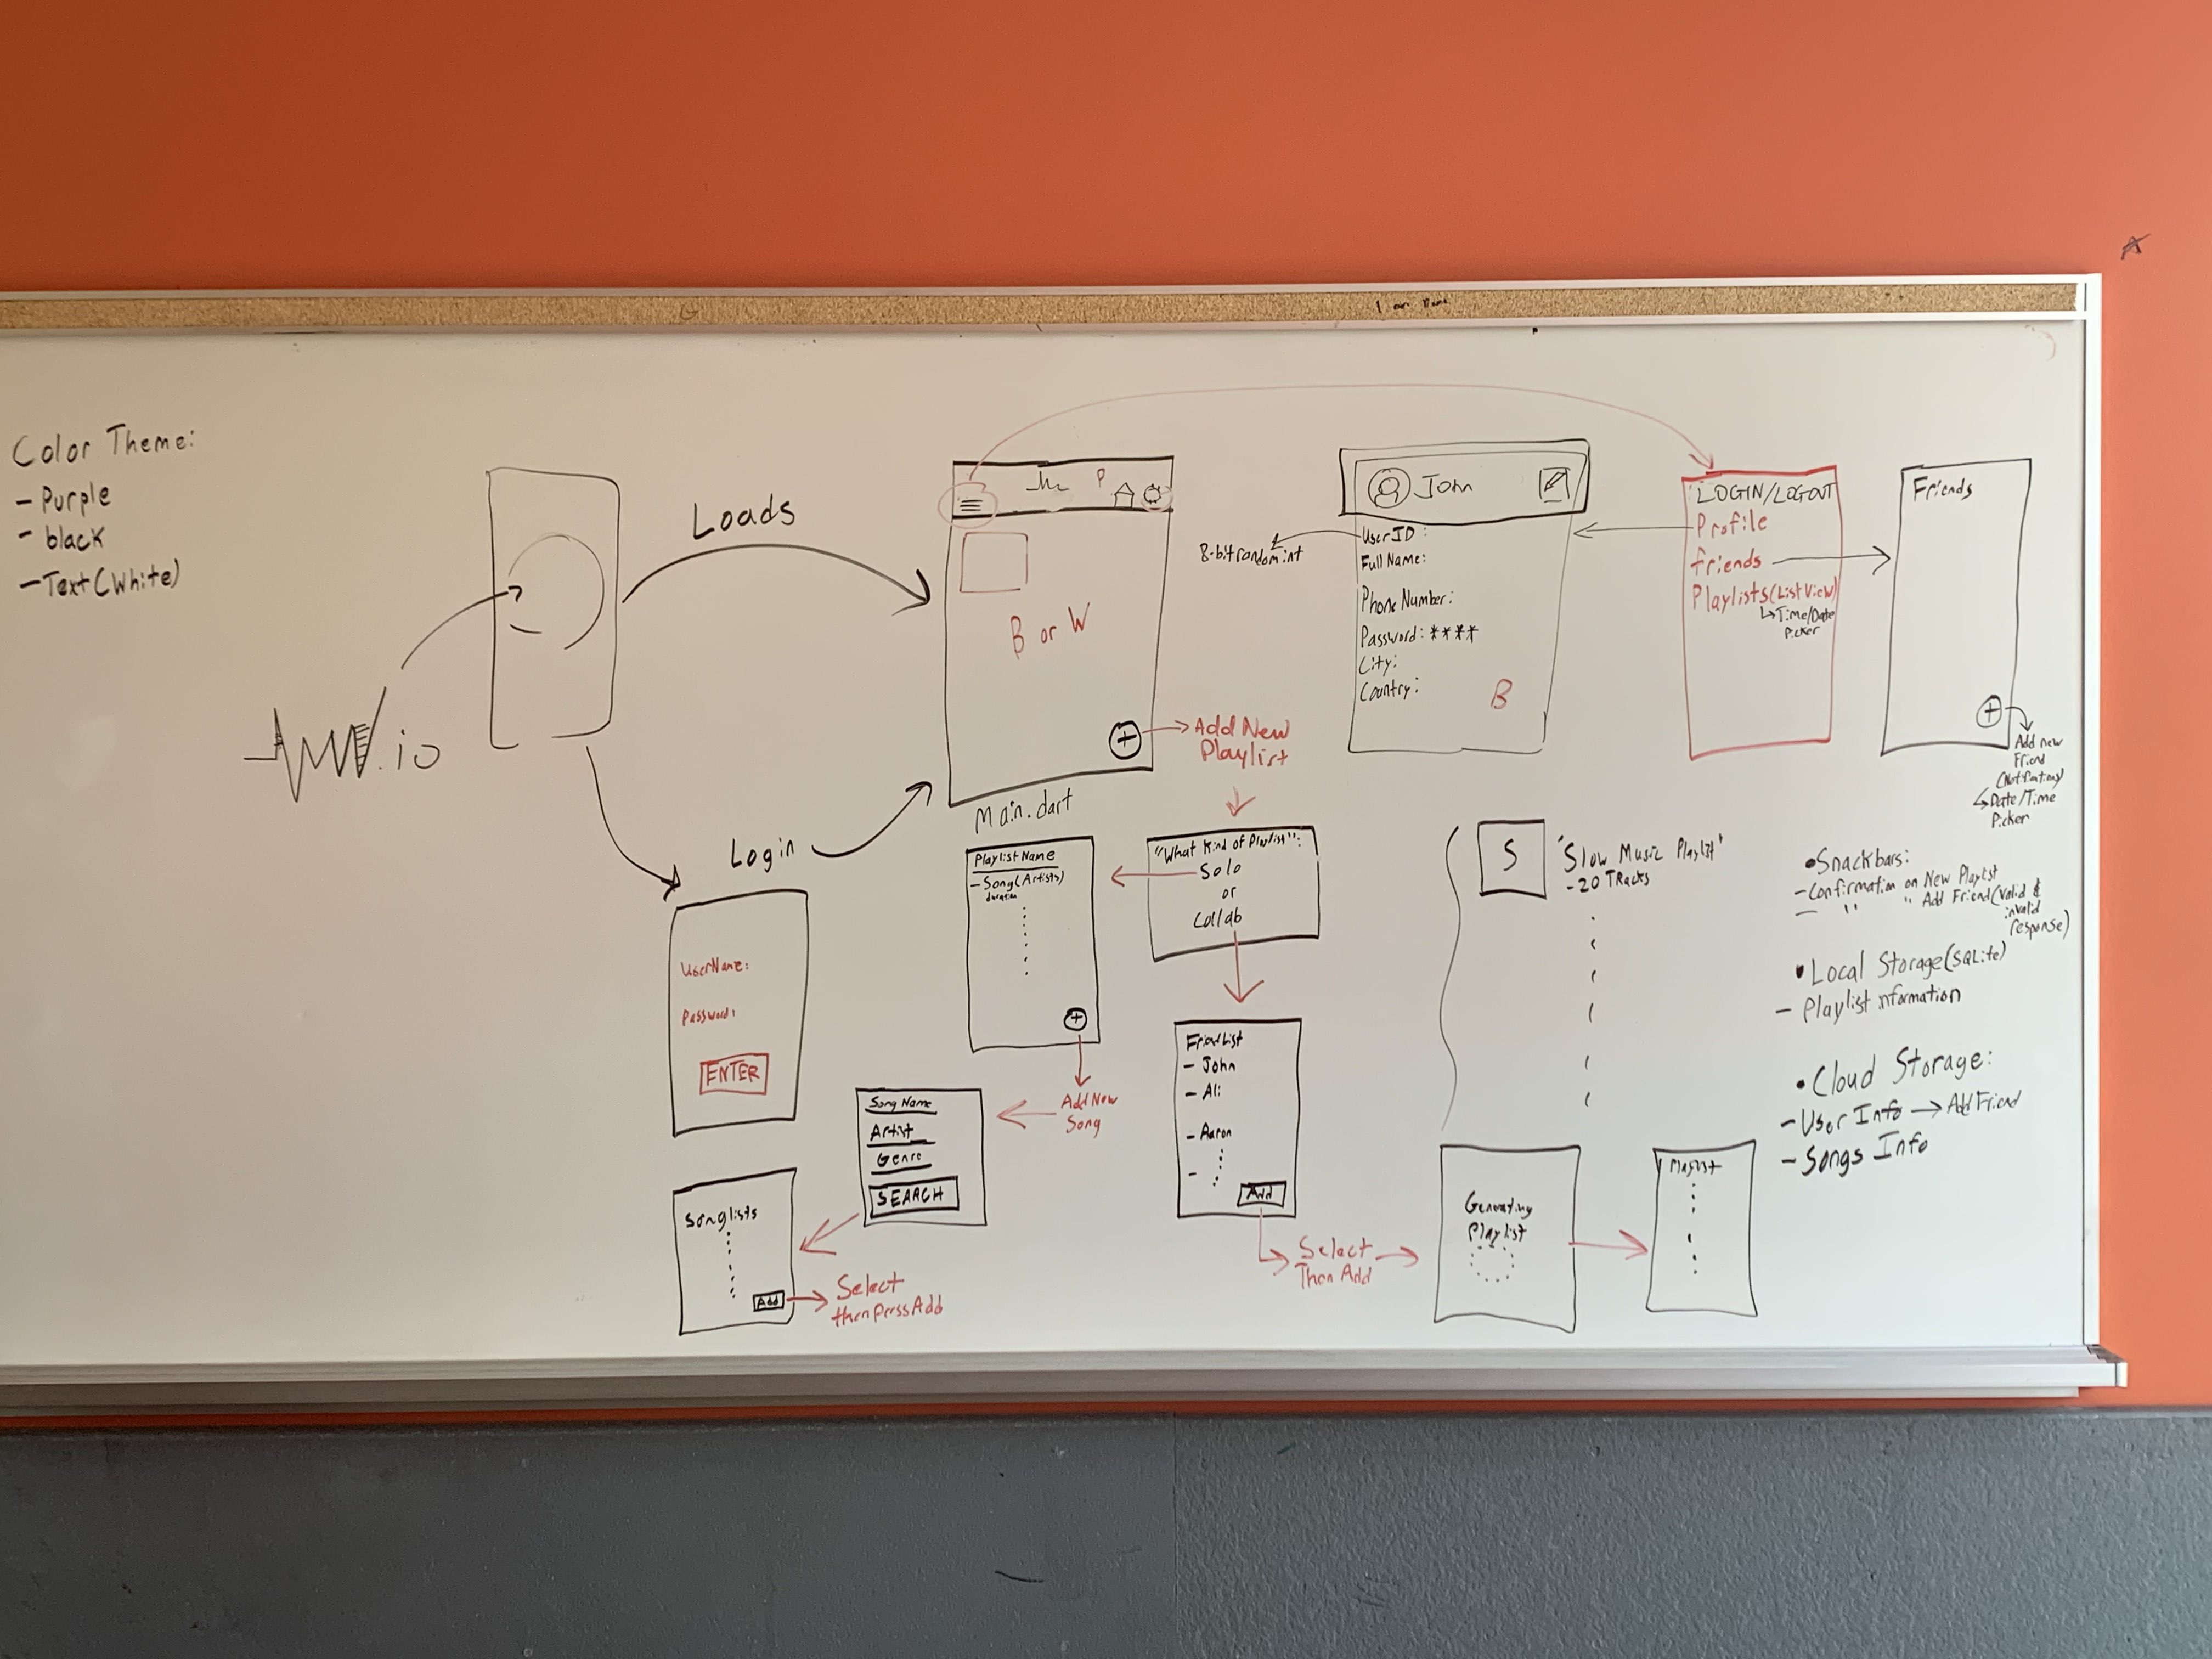 Color Theme:
- Purple
- black
- Text(White)
.io
Loads
Login
UserName:
Password:
ENTER
P
B or W
Main.dart
Add New
Playlist
"What Kind of Playlist":
Solo
or
Collab
Playlist Name
- Song(Artists)
duration
Add New
Song
Song Name
Artist
Genre
SEARCH
Songlists
Add
Select
then press Add
Friend List
- John
- Ali
- Aaron
-
Add
Select
Then Add
Generating
Playlist
Playlist
John
User ID :
8-bit random int
Full Name:
Phone Number:
Password: ****
City:
Country:
B
LOGIN/LOGOUT
Profile
friends
Playlists(ListView)
Time/Date
Picker
Friends
Add new
Friend
(Notification)
Date/Time
Picker
S
"Slow Music Playlist"
- 20 TRacks
• Snackbars:
- Confirmation on New Playlist
- " " Add Friend(valid &
invalid
response)
• Local Storage(SQLite)
- Playlist information
• Cloud Storage:
- User Info → Add Friend
- Songs Info